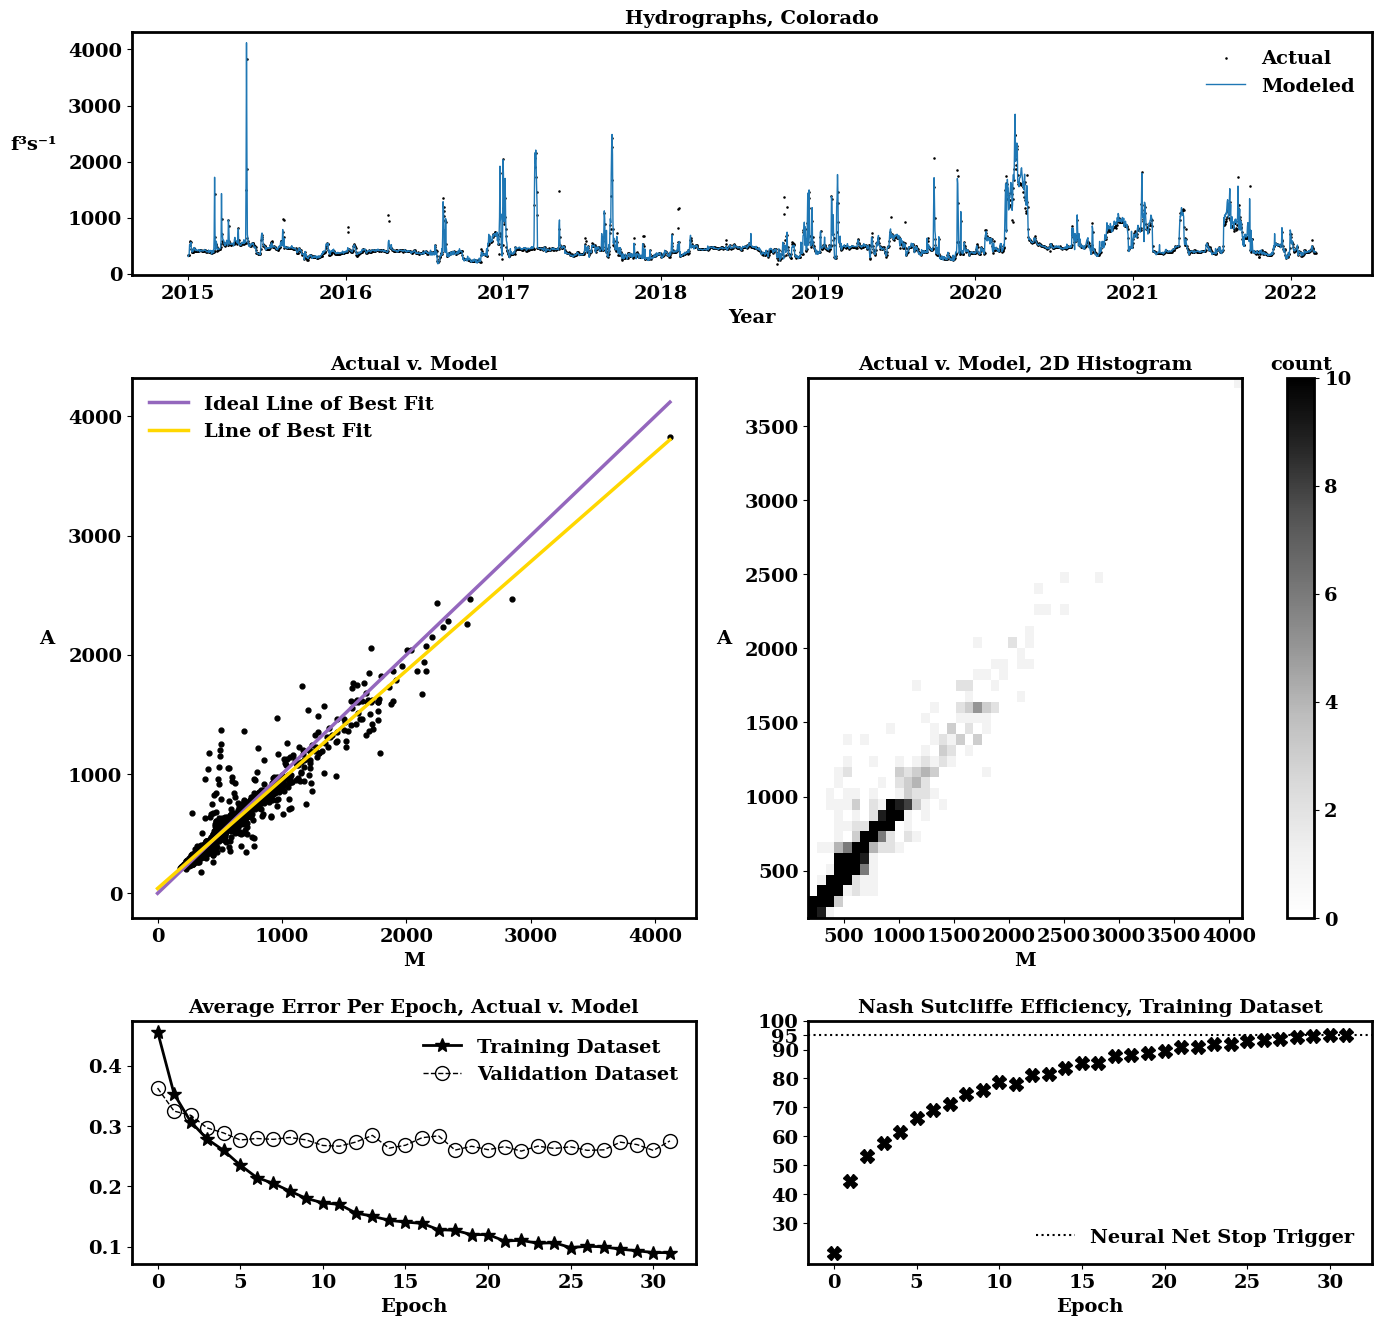 Hydrographs, Colorado
4000
3000
2000
1000
0
f³s⁻¹
Actual
Modeled
2015 2016 2017 2018 2019 2020 2021 2022
Year
Actual v. Model
4000
3000
2000
1000
0
A
Ideal Line of Best Fit
Line of Best Fit
0 1000 2000 3000 4000
M
Actual v. Model, 2D Histogram
3500
3000
2500
2000
1500
1000
500
A
500 1000 1500 2000 2500 3000 3500 4000
M
count
10
8
6
4
2
0
Average Error Per Epoch, Actual v. Model
0.4
0.3
0.2
0.1
Training Dataset
Validation Dataset
0 5 10 15 20 25 30
Epoch
Nash Sutcliffe Efficiency, Training Dataset
100
95
90
80
70
60
50
40
30
Neural Net Stop Trigger
0 5 10 15 20 25 30
Epoch